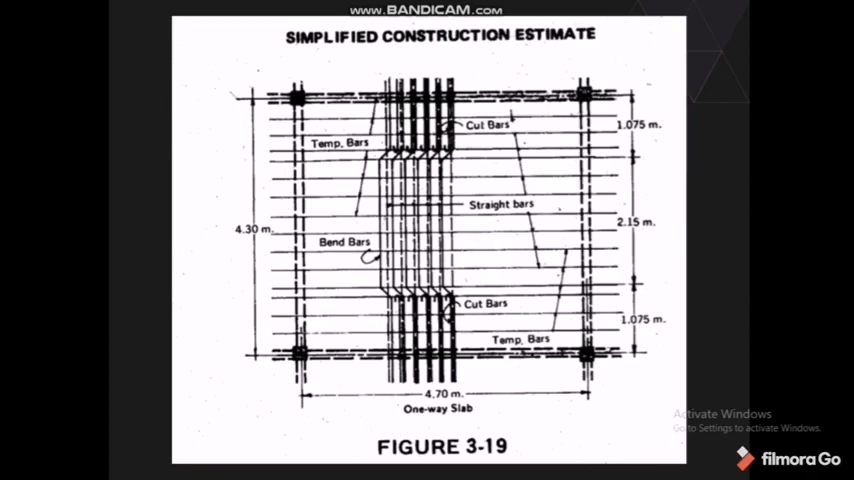 www.BANDICAM.com
SIMPLIFIED CONSTRUCTION ESTIMATE
Cut Bars
1.075 m.
Temp. Bars
Straight bars
2.15 m.
4.30 m.
Bend Bars
Cut Bars
1.075 m.
Temp. Bars
4.70 m.
One-way Slab
Activate Windows
Go to Settings to activate Windows.
FIGURE 3-19
filmora Go